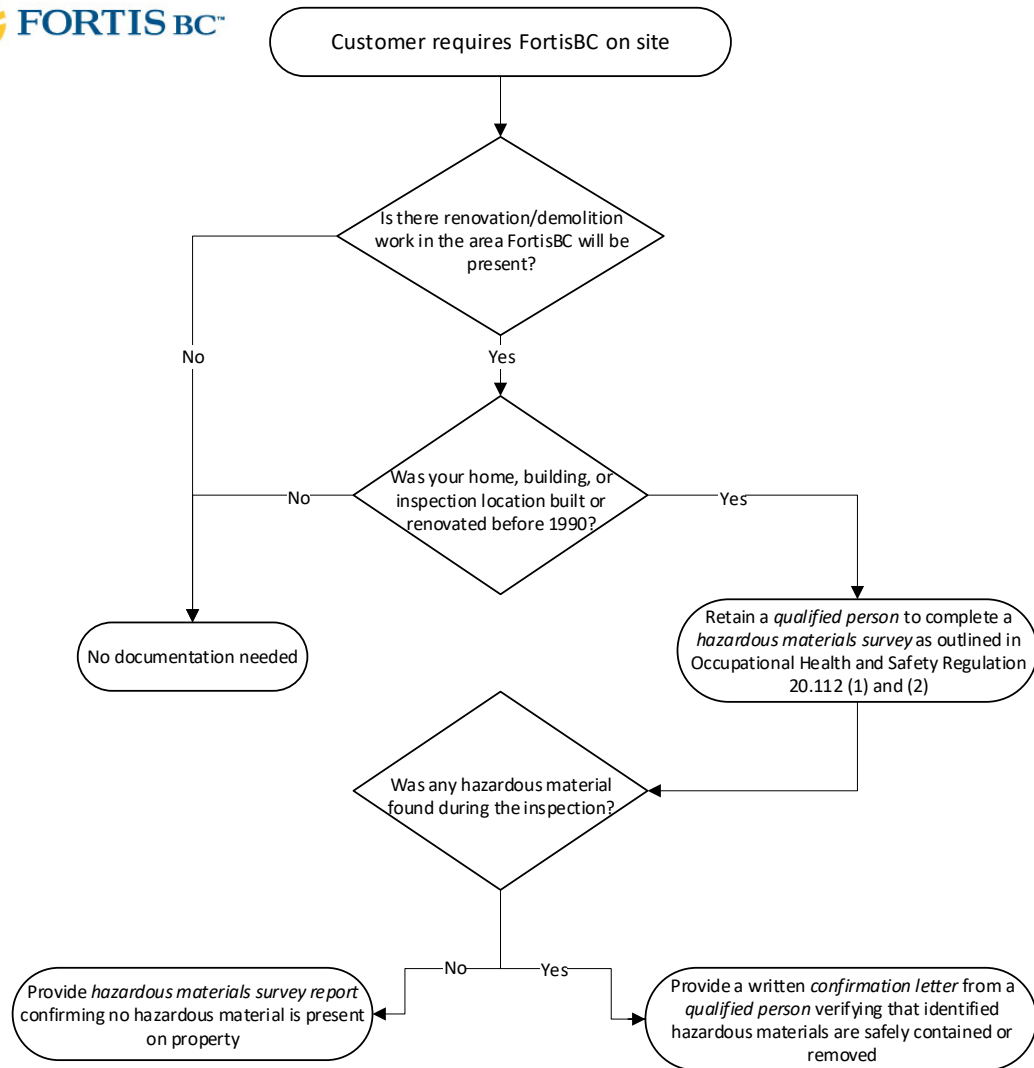 FORTIS BC™
Customer requires FortisBC on site
Is there renovation/demolition
work in the area FortisBC will be
present?
No
Yes
Was your home, building, or
inspection location built or
renovated before 1990?
No
Yes
No documentation needed
Retain a qualified person to complete a
hazardous materials survey as outlined in
Occupational Health and Safety Regulation
20.112 (1) and (2)
Was any hazardous material
found during the inspection?
No
Yes
Provide hazardous materials survey report
confirming no hazardous material is present
on property
Provide a written confirmation letter from a
qualified person verifying that identified
hazardous materials are safely contained or
removed